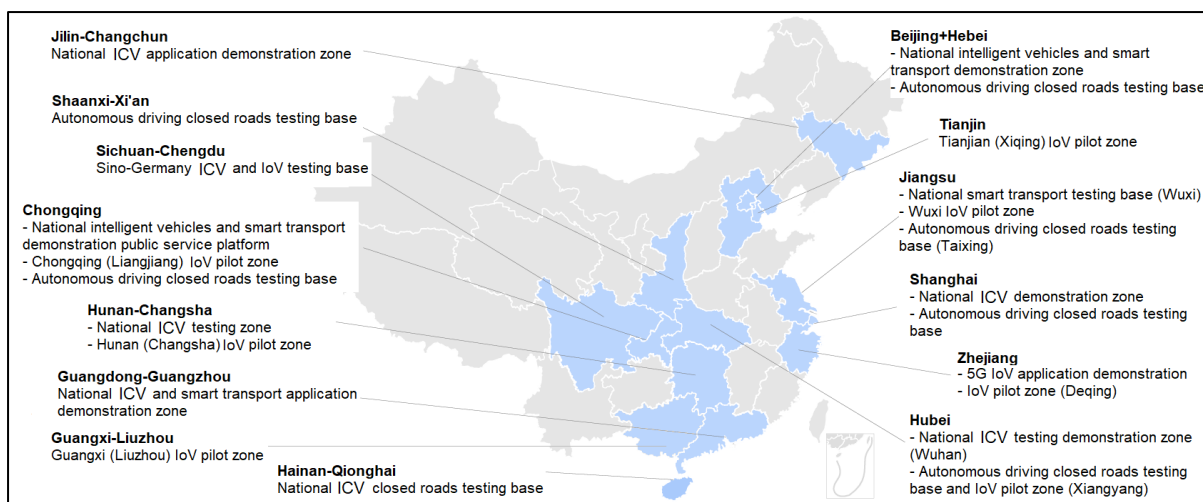 Jilin-Changchun
National ICV application demonstration zone
Shaanxi-Xi'an
Autonomous driving closed roads testing base
Sichuan-Chengdu
Sino-Germany ICV and IoV testing base
Chongqing
- National intelligent vehicles and smart transport
demonstration public service platform
- Chongqing (Liangjiang) IoV pilot zone
- Autonomous driving closed roads testing base
Hunan-Changsha
- National ICV testing zone
- Hunan (Changsha) IoV pilot zone
Guangdong-Guangzhou
National ICV and smart transport application
demonstration zone
Guangxi-Liuzhou
Guangxi (Liuzhou) IoV pilot zone
Hainan-Qionghai
National ICV closed roads testing base
Beijing+Hebei
- National intelligent vehicles and smart
transport demonstration zone
- Autonomous driving closed roads testing base
Tianjin
Tianjian (Xiqing) IoV pilot zone
Jiangsu
- National smart transport testing base (Wuxi)
- Wuxi IoV pilot zone
- Autonomous driving closed roads testing
base (Taixing)
Shanghai
- National ICV demonstration zone
- Autonomous driving closed roads testing
base
Zhejiang
- 5G IoV application demonstration
- IoV pilot zone (Deqing)
Hubei
- National ICV testing demonstration zone
(Wuhan)
- Autonomous driving closed roads testing
base and IoV pilot zone (Xiangyang)